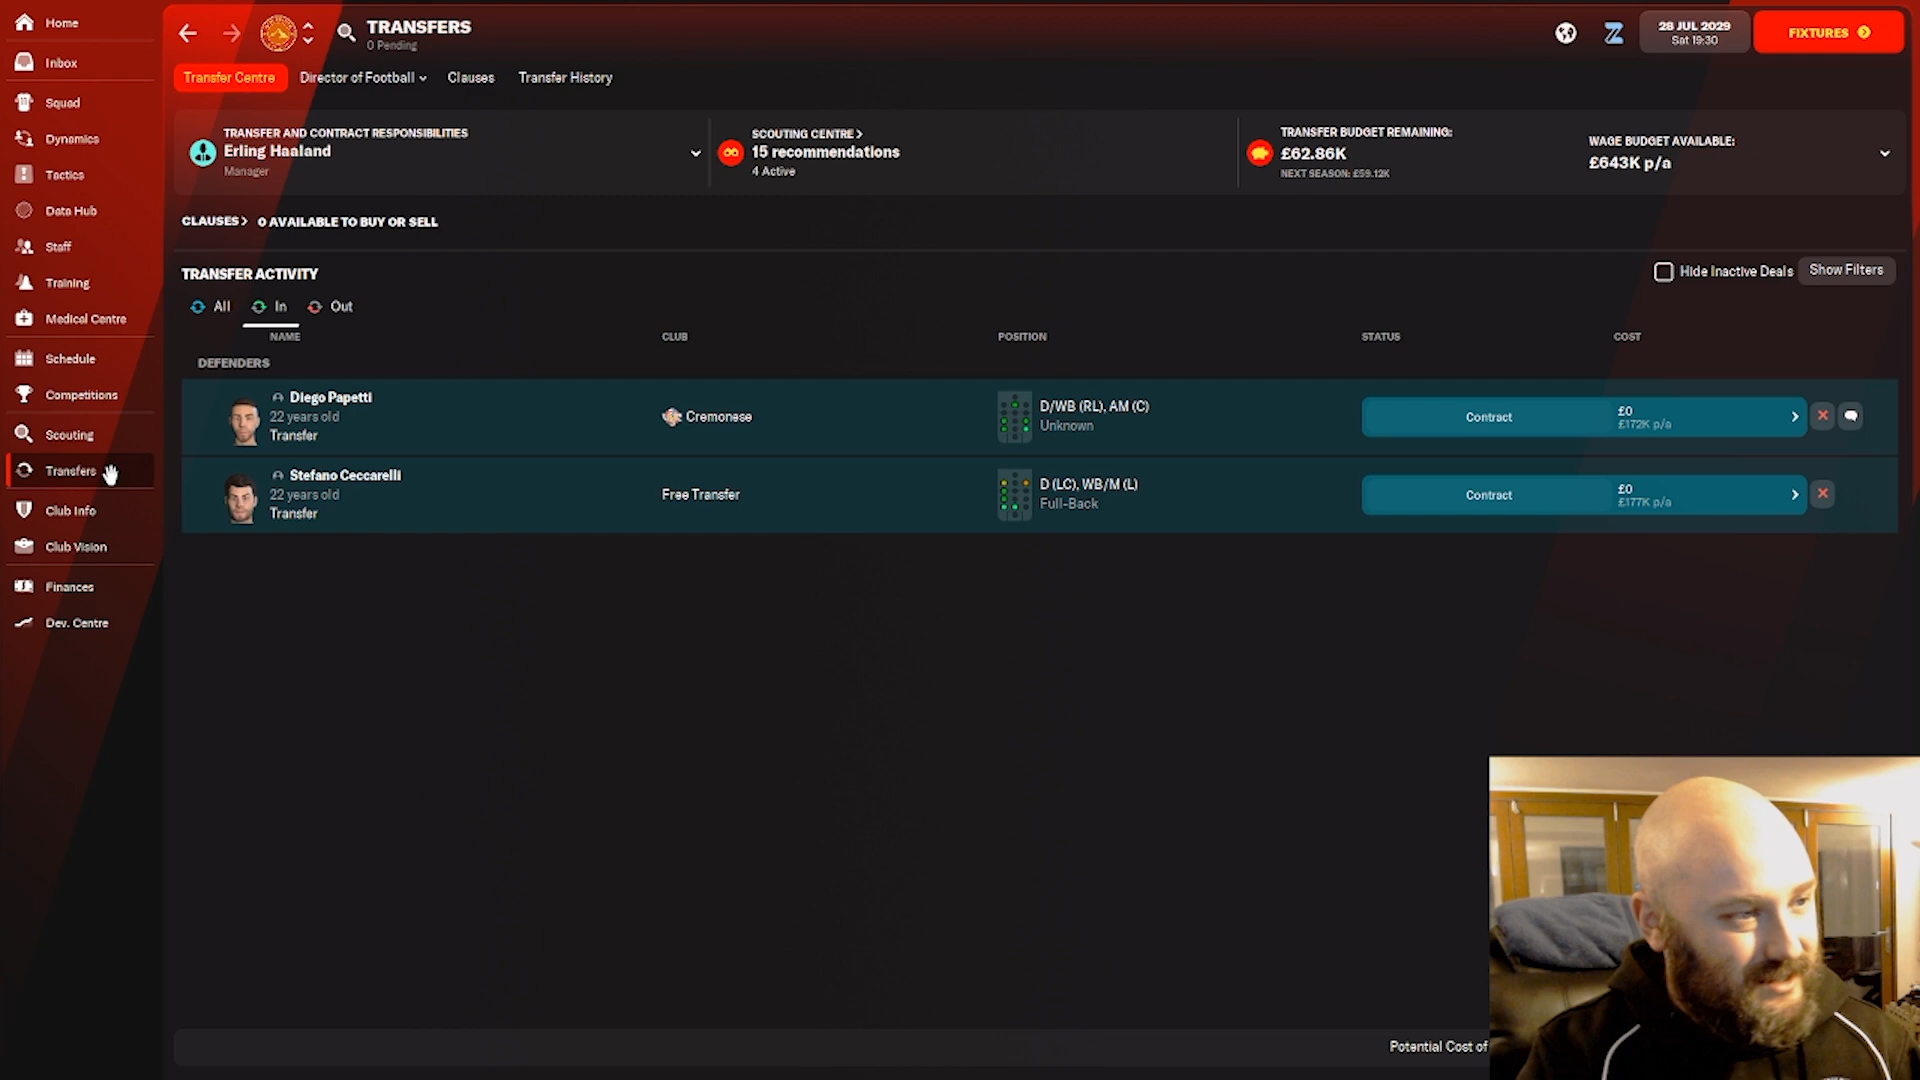 Home
Inbox
Squad
Dynamics
Tactics
Data Hub
Staff
Training
Medical Centre
Schedule
Competitions
Scouting
Transfers
Club Info
Club Vision
Finances
Dev. Centre
TRANSFERS
0 Pending
28 JUL 2029
Sat 19:30
FIXTURES
Transfer Centre
Director of Football
Clauses
Transfer History
TRANSFER AND CONTRACT RESPONSIBILITIES
Erling Haaland
Manager
SCOUTING CENTRE >
15 recommendations
4 Active
TRANSFER BUDGET REMAINING:
£62.86K
NEXT SEASON: £59.12K
WAGE BUDGET AVAILABLE:
£643K p/a
CLAUSES > 0 AVAILABLE TO BUY OR SELL
TRANSFER ACTIVITY
Hide Inactive Deals
Show Filters
All
In
Out
NAME
CLUB
POSITION
STATUS
COST
DEFENDERS
Diego Papetti
22 years old
Transfer
Cremonese
D/WB (RL), AM (C)
Unknown
Contract
£0
£172K p/a
Stefano Ceccarelli
22 years old
Transfer
Free Transfer
D (LC), WB/M (L)
Full-Back
Contract
£0
£177K p/a
Potential Cost of